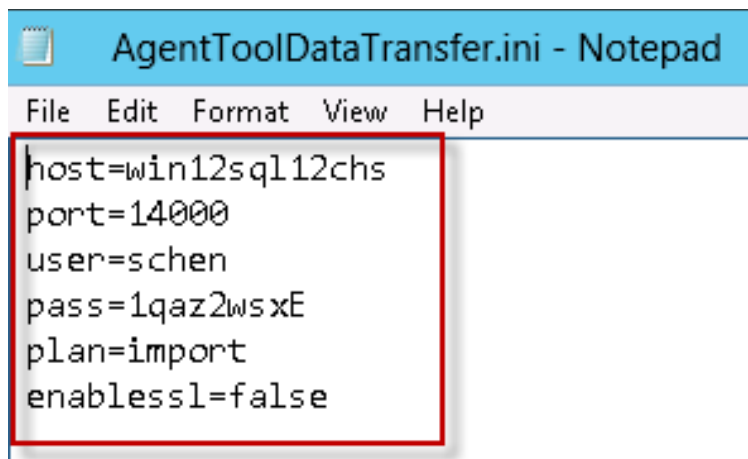 AgentToolDataTransfer.ini - Notepad
File Edit Format View Help
host=win12sql12chs
port=14000
user=schen
pass=1qaz2wsxE
plan=import
enablessl=false